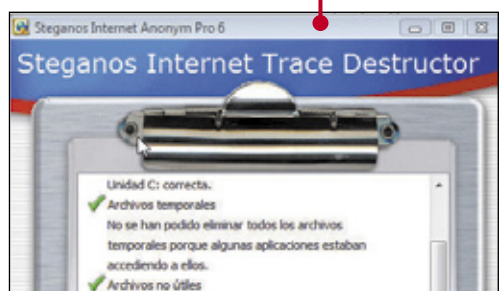 Steganos Internet Anonym Pro 6
Steganos Internet Trace Destructor
Unidad C: correcta.
Archivos temporales
No se han podido eliminar todos los archivos
temporales porque algunas aplicaciones estaban
accediendo a ellos.
Archivos no útiles